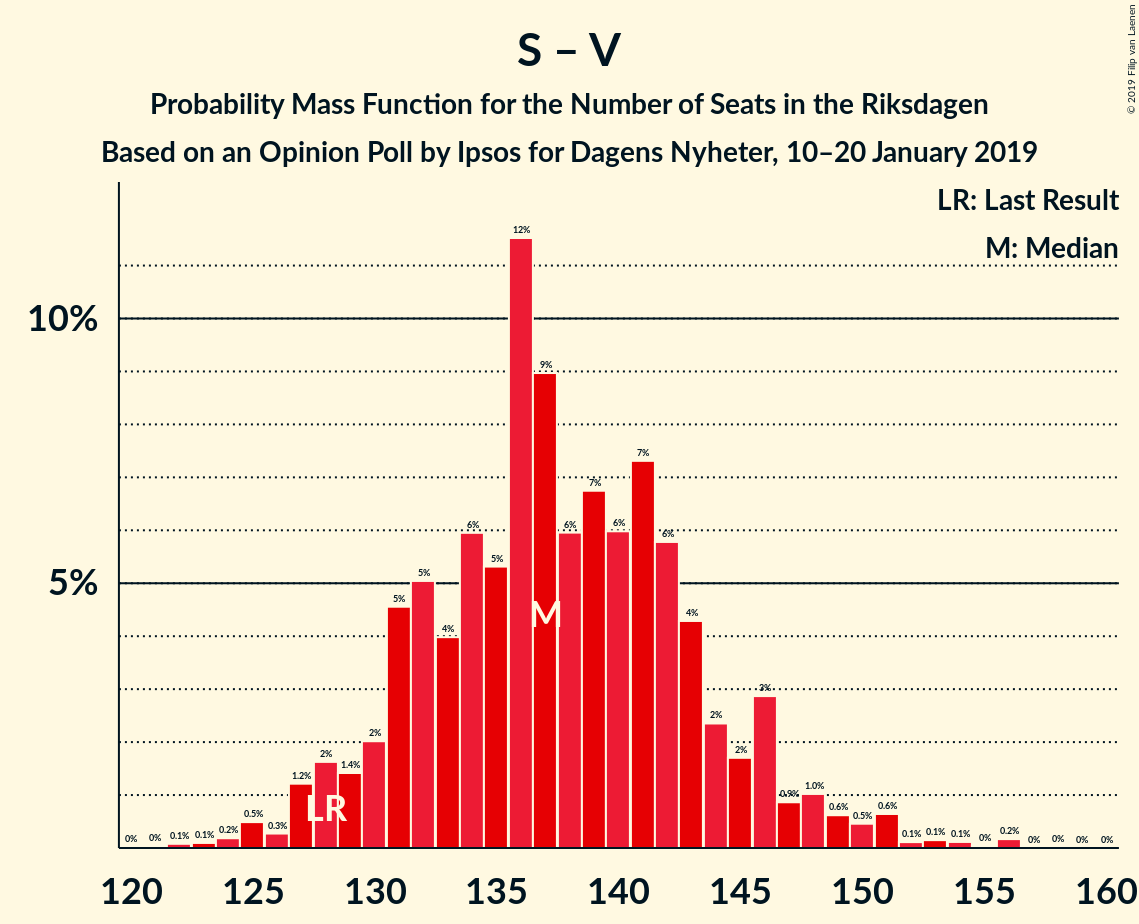 S – V
Probability Mass Function for the Number of Seats in the Riksdagen
Based on an Opinion Poll by Ipsos for Dagens Nyheter, 10–20 January 2019
© 2019 Filip van Laenen
LR: Last Result
M: Median
10%
5%
0% 0% 0.1% 0.1% 0.2% 0.5% 0.3% 1.2% 2% 1.4% 2% 5% 5% 4% 6% 5% 12% 9% 6% 7% 6% 7% 6% 4% 2% 2% 3% 0.9% 1.0% 0.6% 0.5% 0.6% 0.1% 0.1% 0.1% 0% 0.2% 0% 0% 0% 0%
M
LR
120 125 130 135 140 145 150 155 160